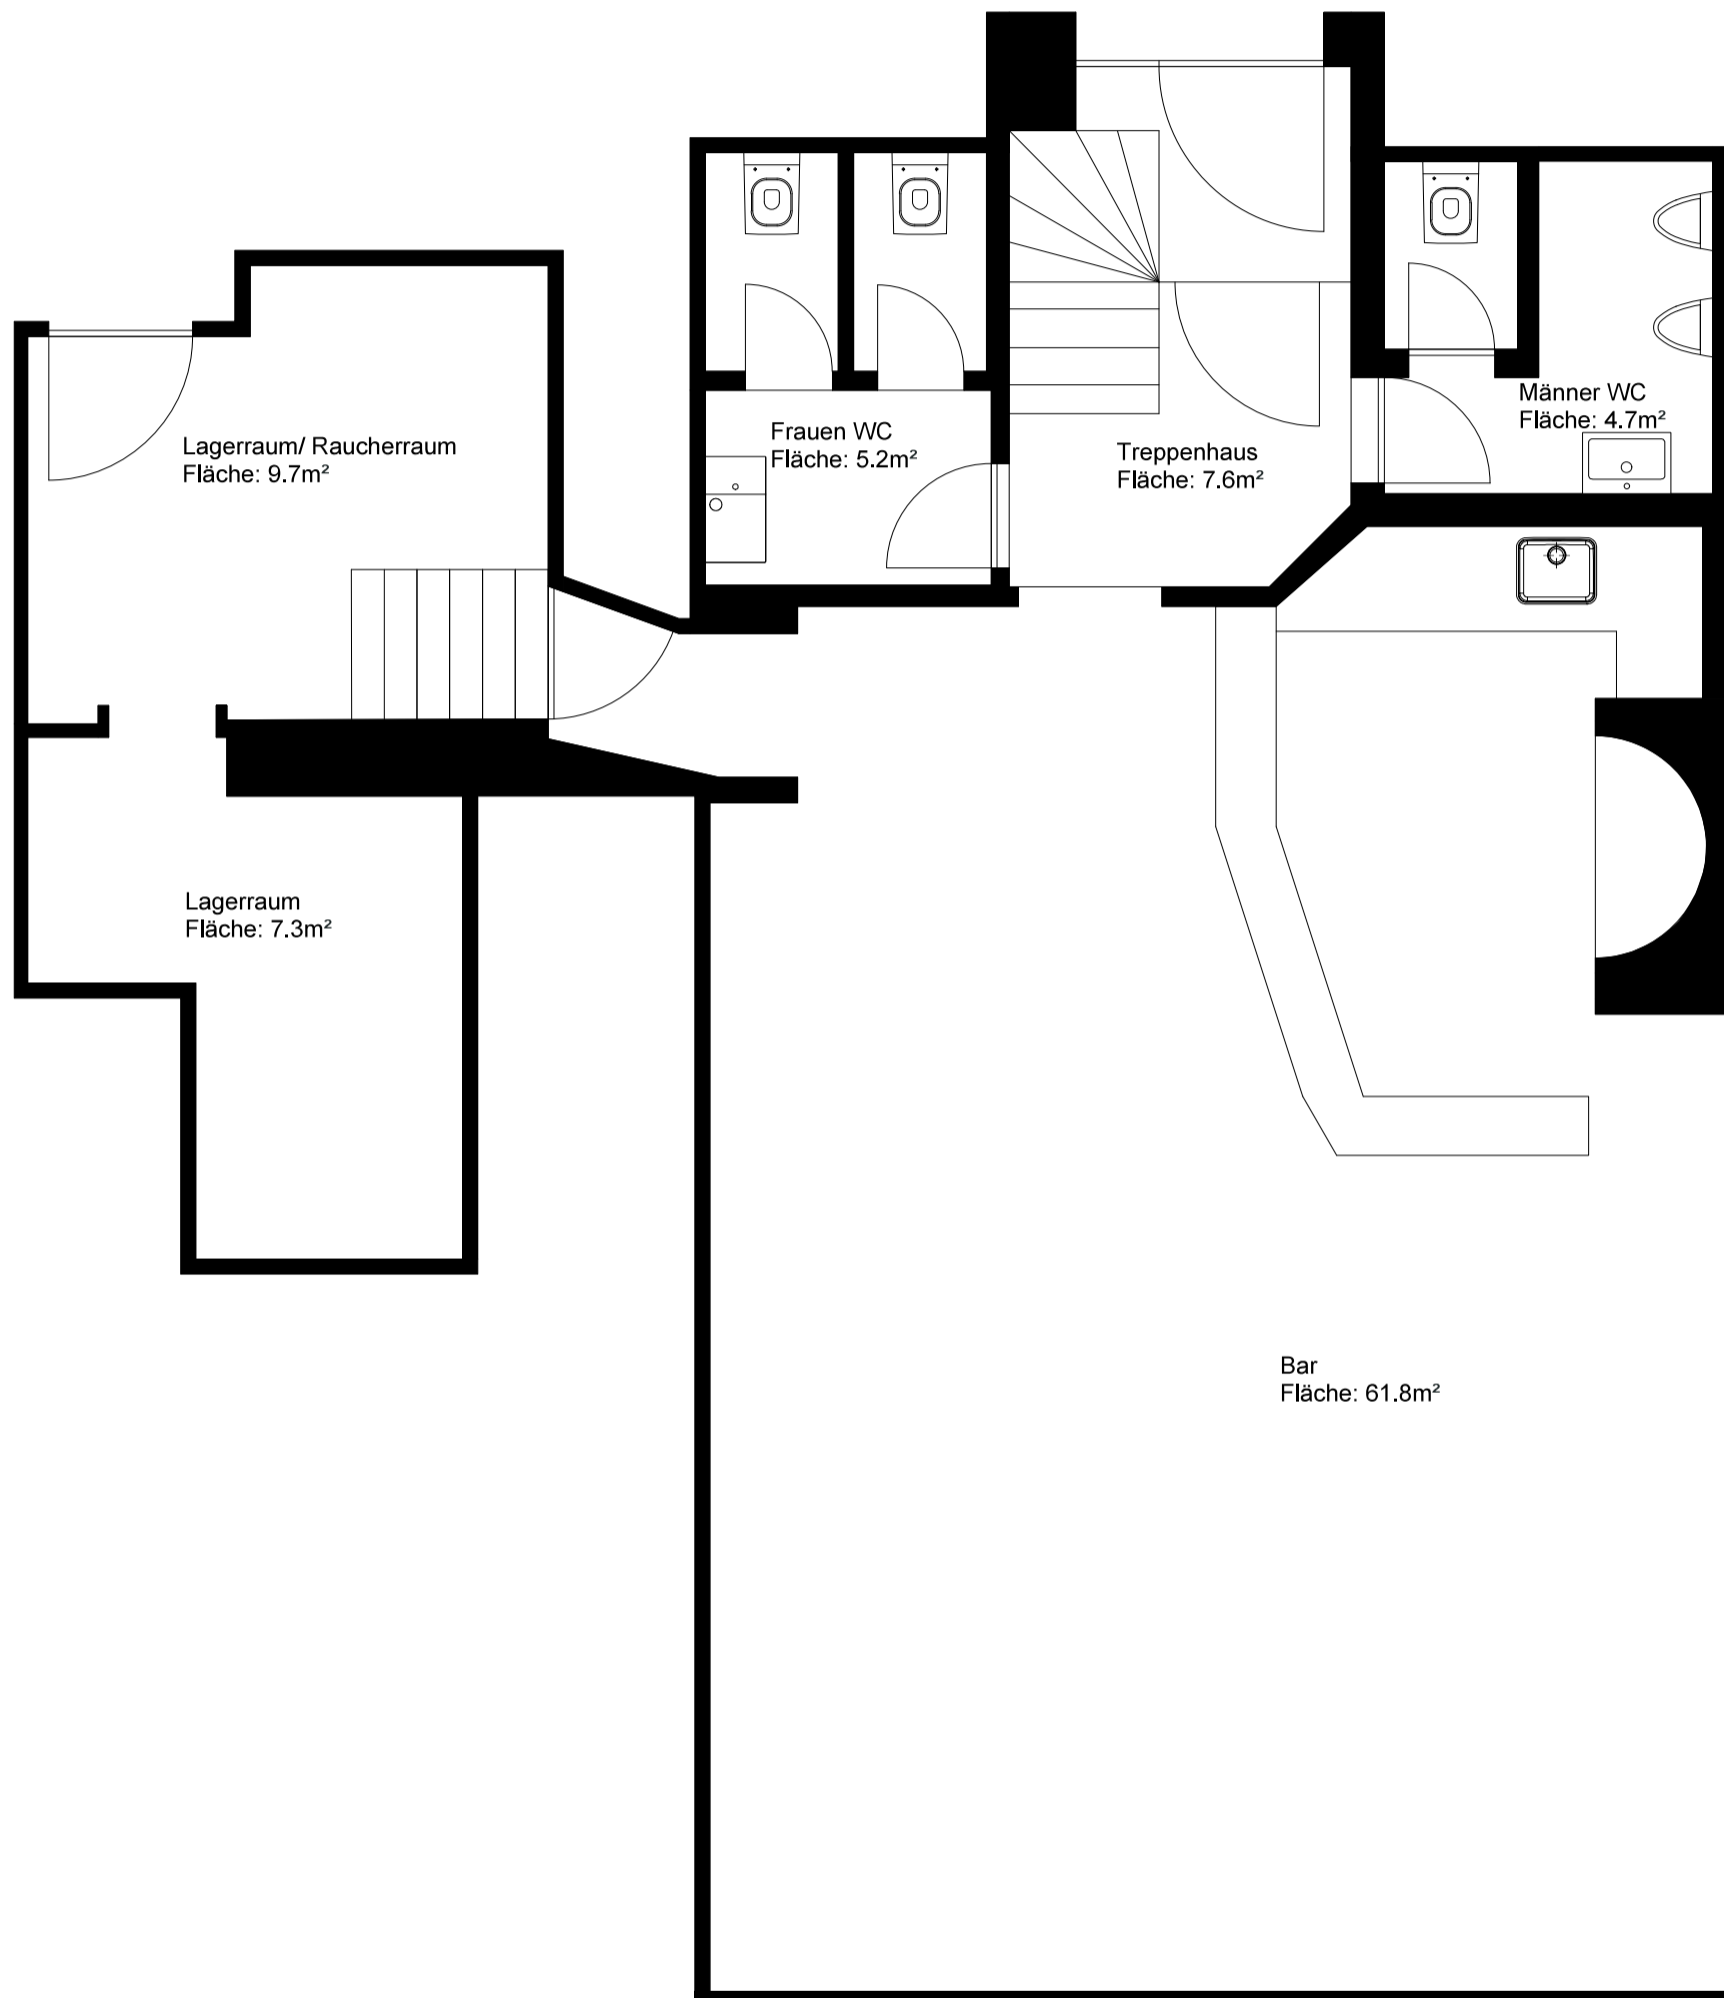 Männer WC
Fläche: 4.7m²
Frauen WC
Fläche: 5.2m²
Lagerraum/ Raucherraum
Fläche: 9.7m²
Treppenhaus
Fläche: 7.6m²
Lagerraum
Fläche: 7.3m²
Bar
Fläche: 61.8m²